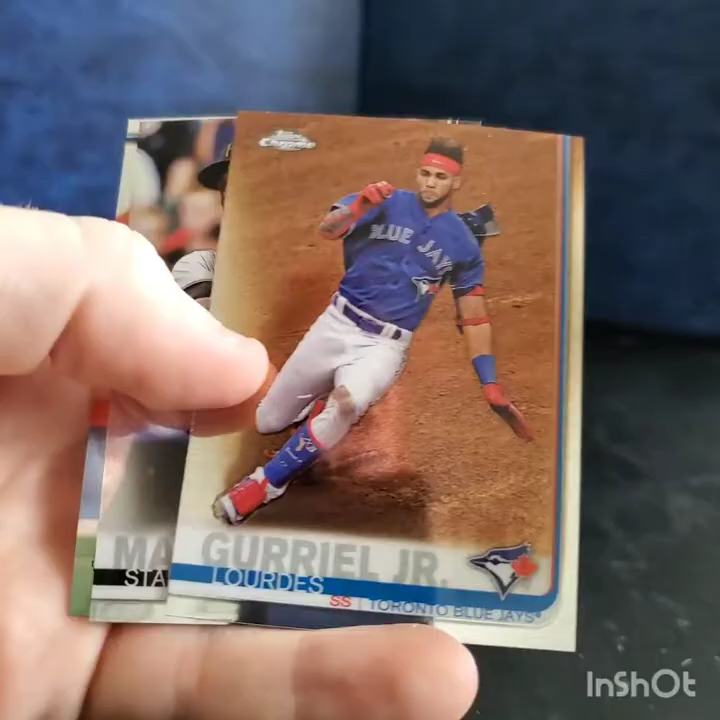 Topps
Chrome
BLUE JAYS
MA
STA
GURRIEL JR.
LOURDES
SS | TORONTO BLUE JAYS®
InShOt